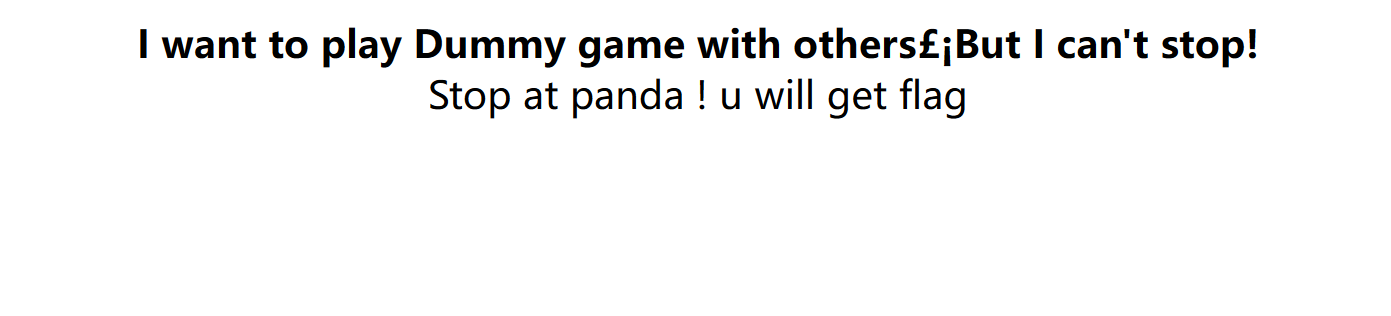 I want to play Dummy game with others£¡But I can't stop!
Stop at panda ! u will get flag